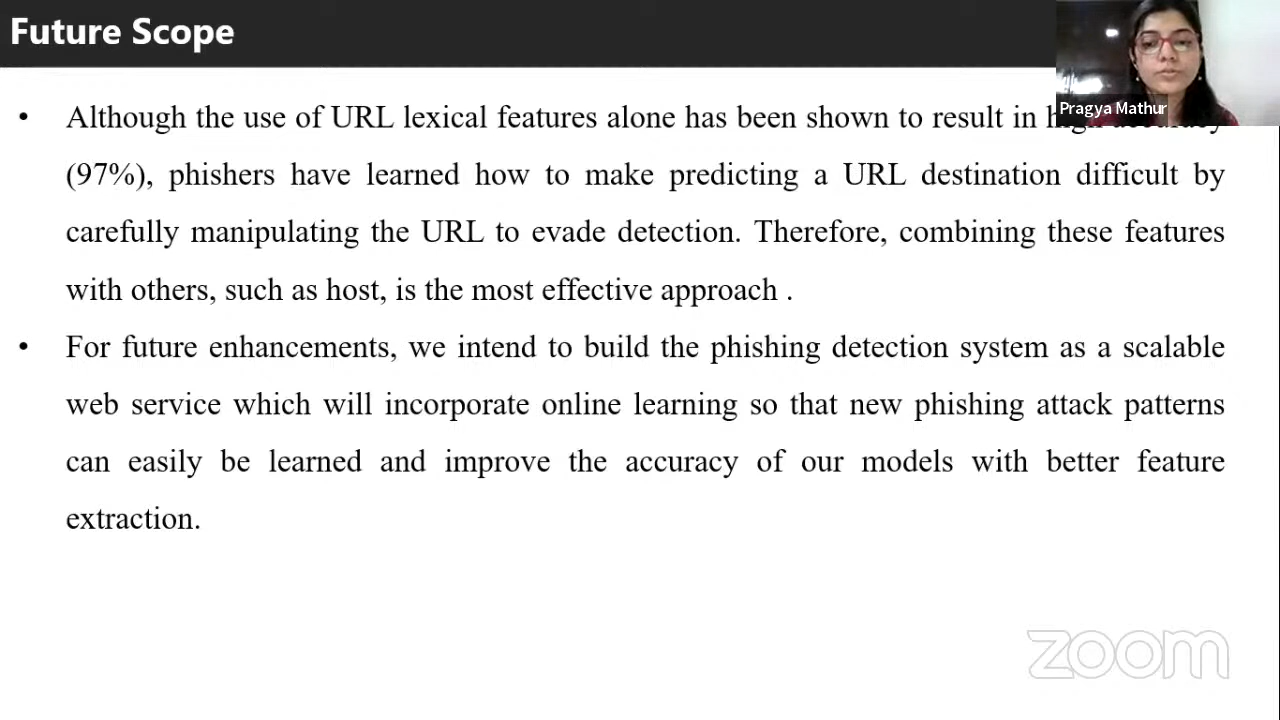 Future Scope
Pragya Mathur
• Although the use of URL lexical features alone has been shown to result in high accuracy
(97%), phishers have learned how to make predicting a URL destination difficult by
carefully manipulating the URL to evade detection. Therefore, combining these features
with others, such as host, is the most effective approach .
• For future enhancements, we intend to build the phishing detection system as a scalable
web service which will incorporate online learning so that new phishing attack patterns
can easily be learned and improve the accuracy of our models with better feature
extraction.
zoom